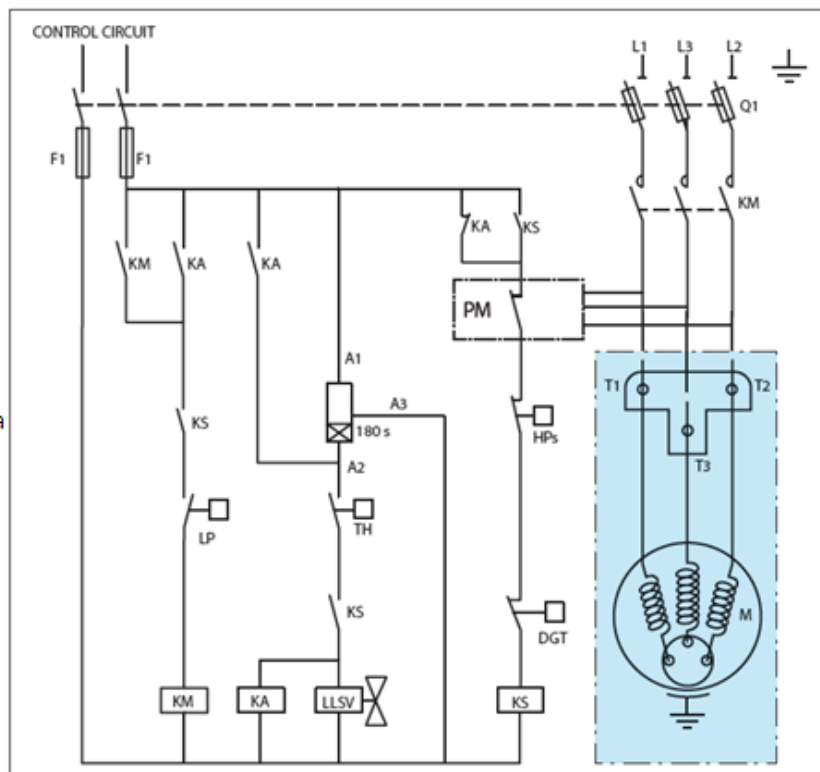 CONTROL CIRCUIT
L1 L3 L2
Q1
F1 F1
KM
KA KS
KM KA KA
PM
A1
T1 T2
A3
a
180 s
KS
HPs
A2
T3
TH
LP
KS
M
DGT
KM KA LLSV KS